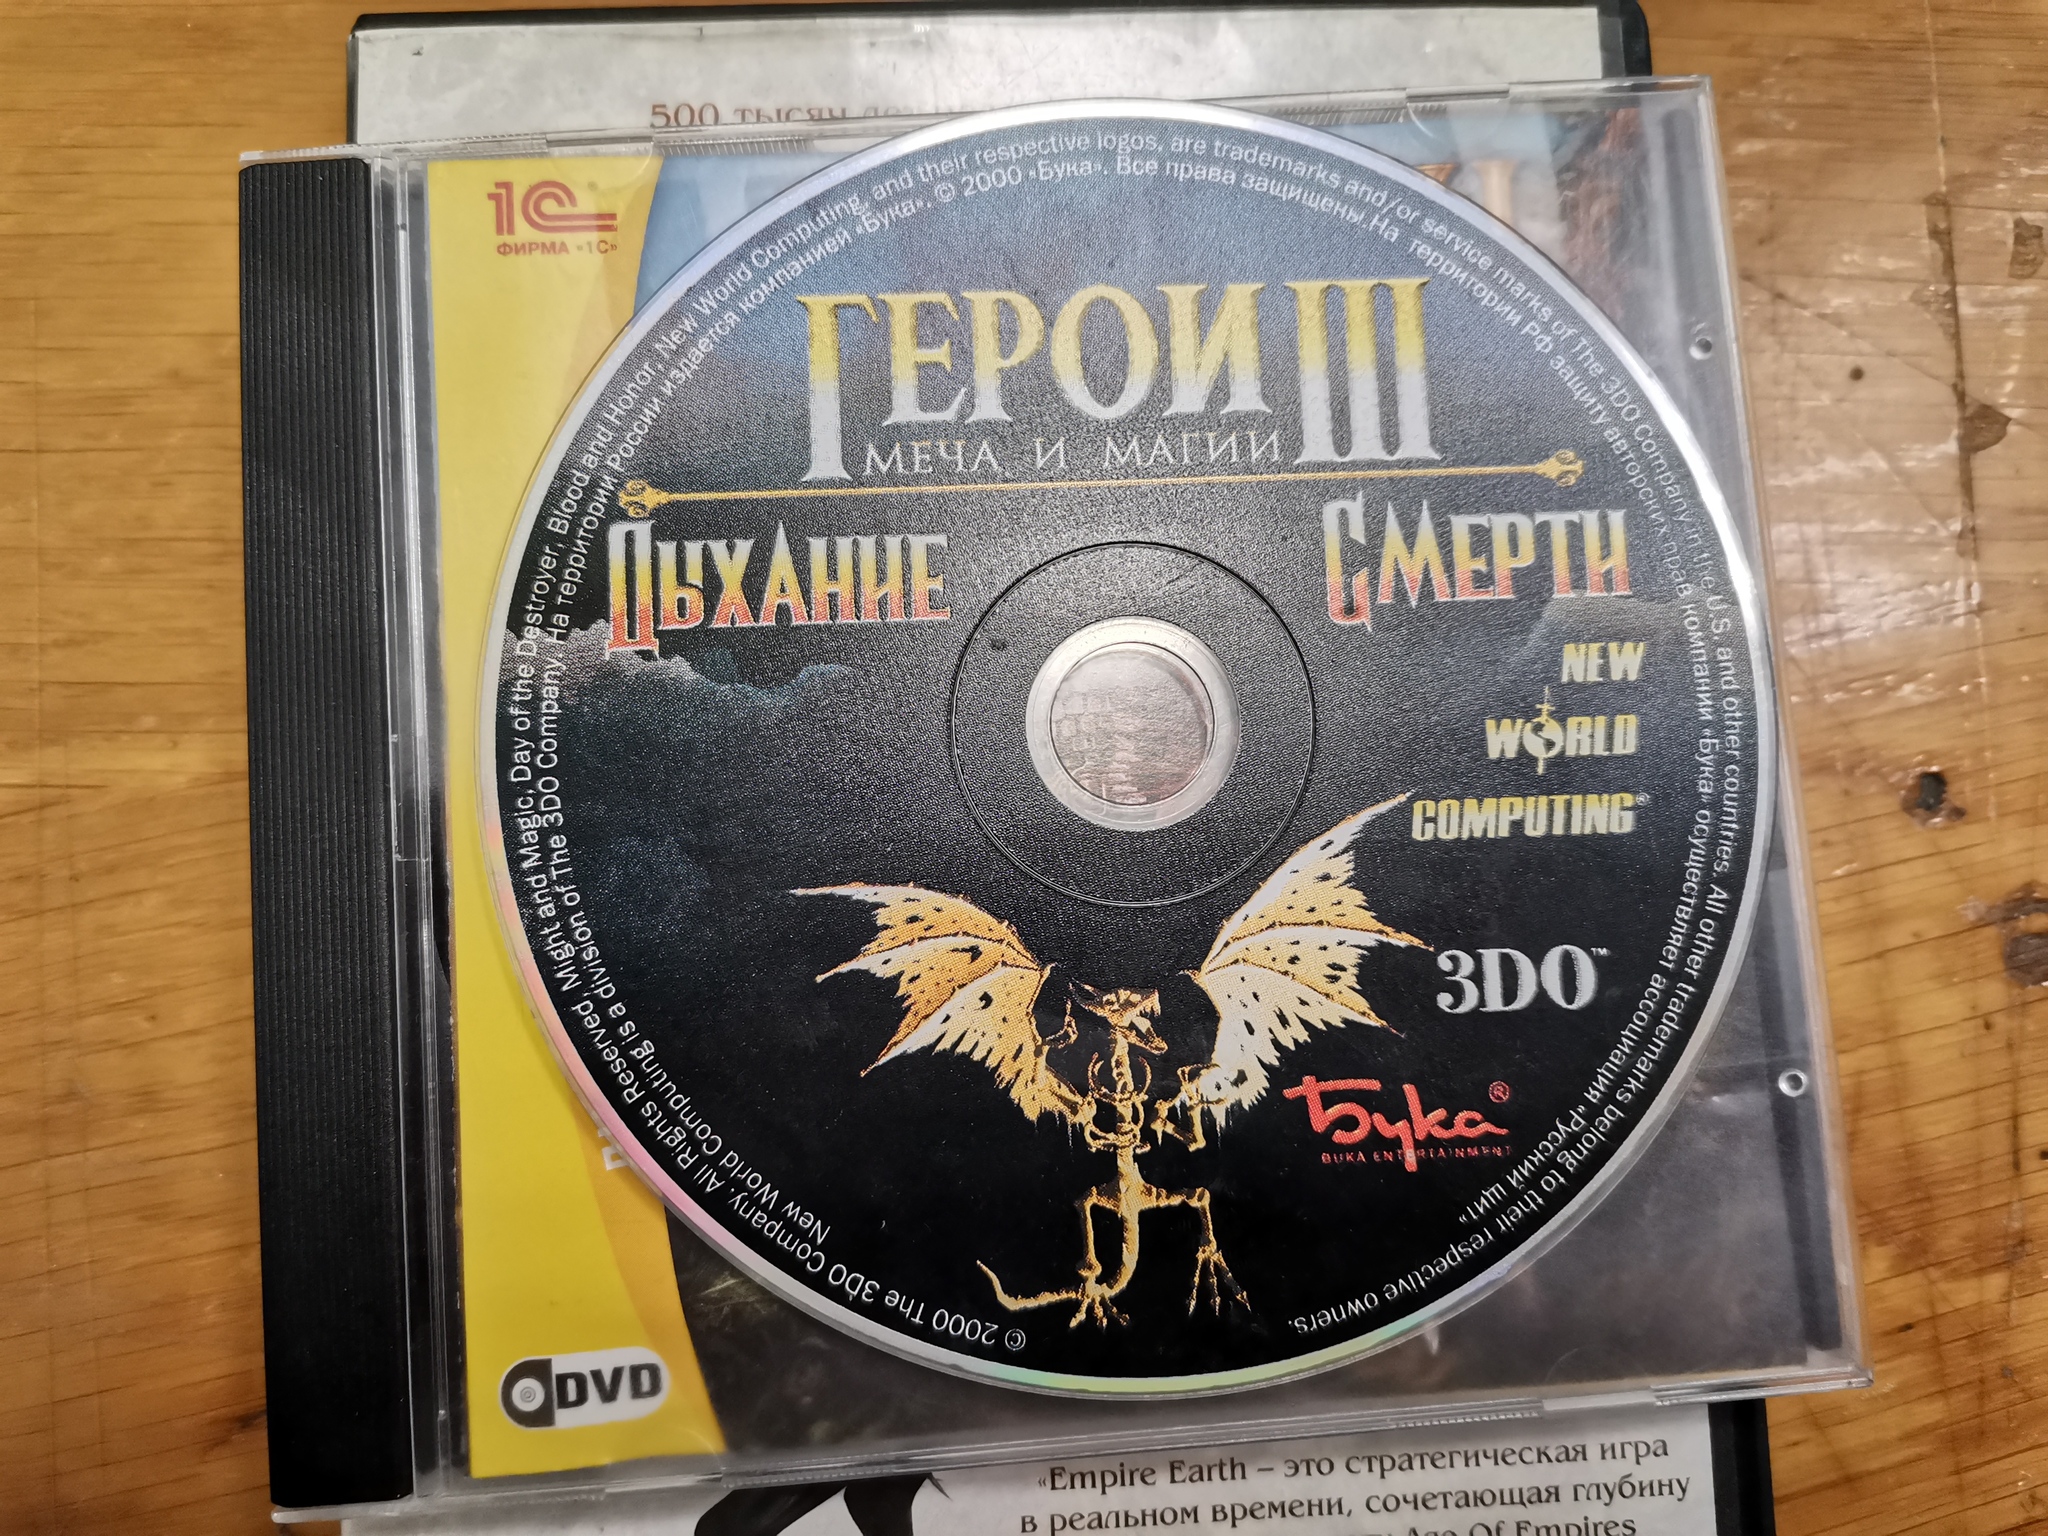 500 тысяч
1С
ФИРМА «1С»
ГЕРОИ III
МЕЧА И МАГИИ
ДЫХАНИЕ СМЕРТИ
NEW
WORLD
COMPUTING®
3DO™
Бука®
BUKA ENTERTAINMENT
© 2000 The 3DO Company. All Rights Reserved. Might and Magic, Day of the Destroyer, Blood and Honor, New World Computing, and their respective logos, are trademarks and/or service marks of The 3DO Company in the U.S. and other countries. All other trademarks belong to their respective owners.
New World Computing is a division of The 3DO Company. На территории России издается компанией «Бука». © 2000 «Бука». Все права защищены. На территории РФ защиту авторских прав компании «Бука» осуществляет ассоциация «Русский щит».
DVD
«Empire Earth – это стратегическая игра
в реальном времени, сочетающая глубину
Age Of Empires